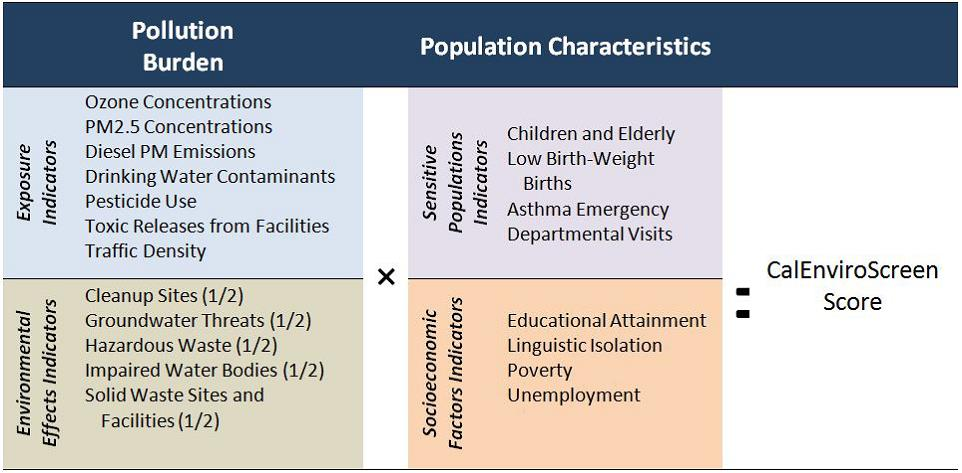 Pollution
Burden
Population Characteristics
Exposure
Indicators
Ozone Concentrations
PM2.5 Concentrations
Diesel PM Emissions
Drinking Water Contaminants
Pesticide Use
Toxic Releases from Facilities
Traffic Density
Environmental
Effects Indicators
Cleanup Sites (1/2)
Groundwater Threats (1/2)
Hazardous Waste (1/2)
Impaired Water Bodies (1/2)
Solid Waste Sites and
Facilities (1/2)
×
Sensitive
Populations
Indicators
Children and Elderly
Low Birth-Weight
Births
Asthma Emergency
Departmental Visits
Socioeconomic
Factors Indicators
Educational Attainment
Linguistic Isolation
Poverty
Unemployment
=
CalEnviroScreen
Score